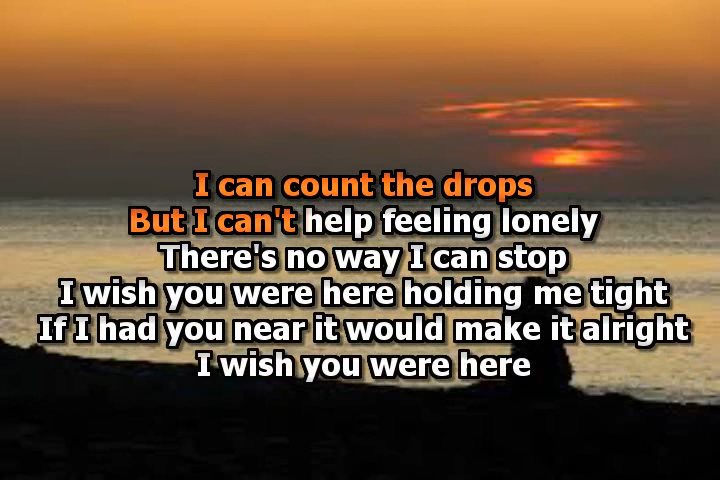 I can count the drops
But I can't help feeling lonely
There's no way I can stop
I wish you were here holding me tight
If I had you near it would make it alright
I wish you were here